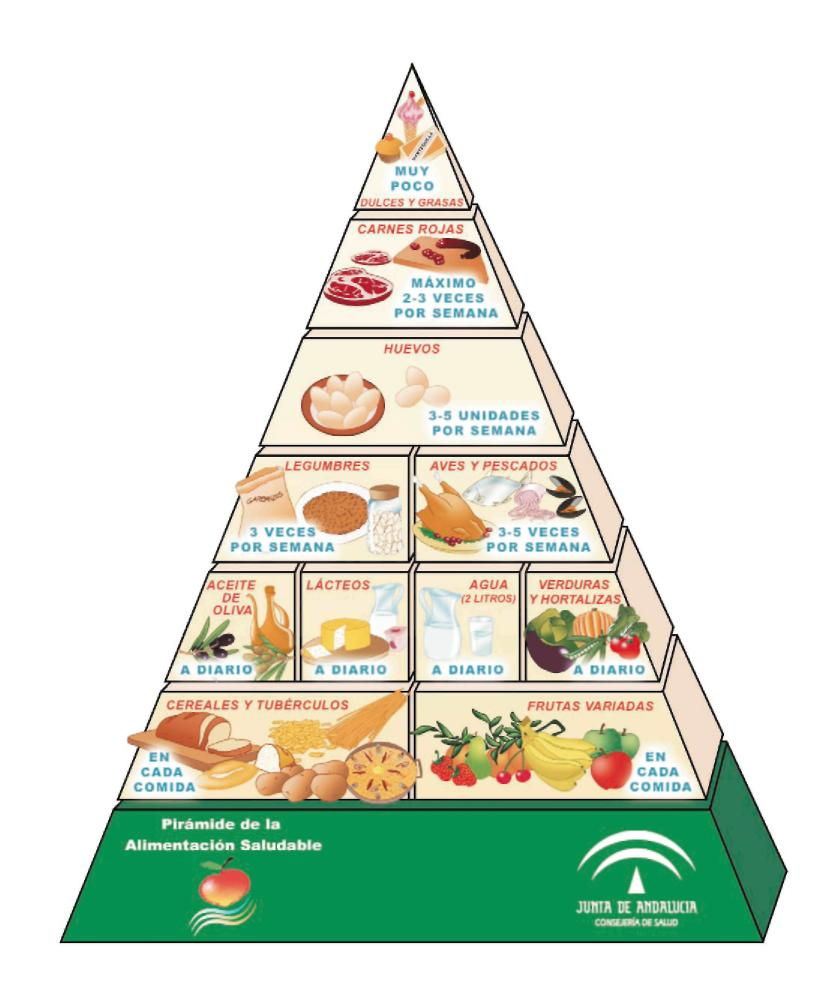 MANTEQUILLA
MUY
POCO
DULCES Y GRASAS
CARNES ROJAS
MÁXIMO
2-3 VECES
POR SEMANA
HUEVOS
3-5 UNIDADES
POR SEMANA
LEGUMBRES
GARBANZOS
3 VECES
POR SEMANA
AVES Y PESCADOS
3-5 VECES
POR SEMANA
ACEITE
DE
OLIVA
A DIARIO
LÁCTEOS
A DIARIO
AGUA
(2 LITROS)
A DIARIO
VERDURAS
Y HORTALIZAS
A DIARIO
CEREALES Y TUBÉRCULOS
EN
CADA
COMIDA
FRUTAS VARIADAS
EN
CADA
COMIDA
Pirámide de la
Alimentación Saludable
JUNTA DE ANDALUCIA
CONSEJERÍA DE SALUD